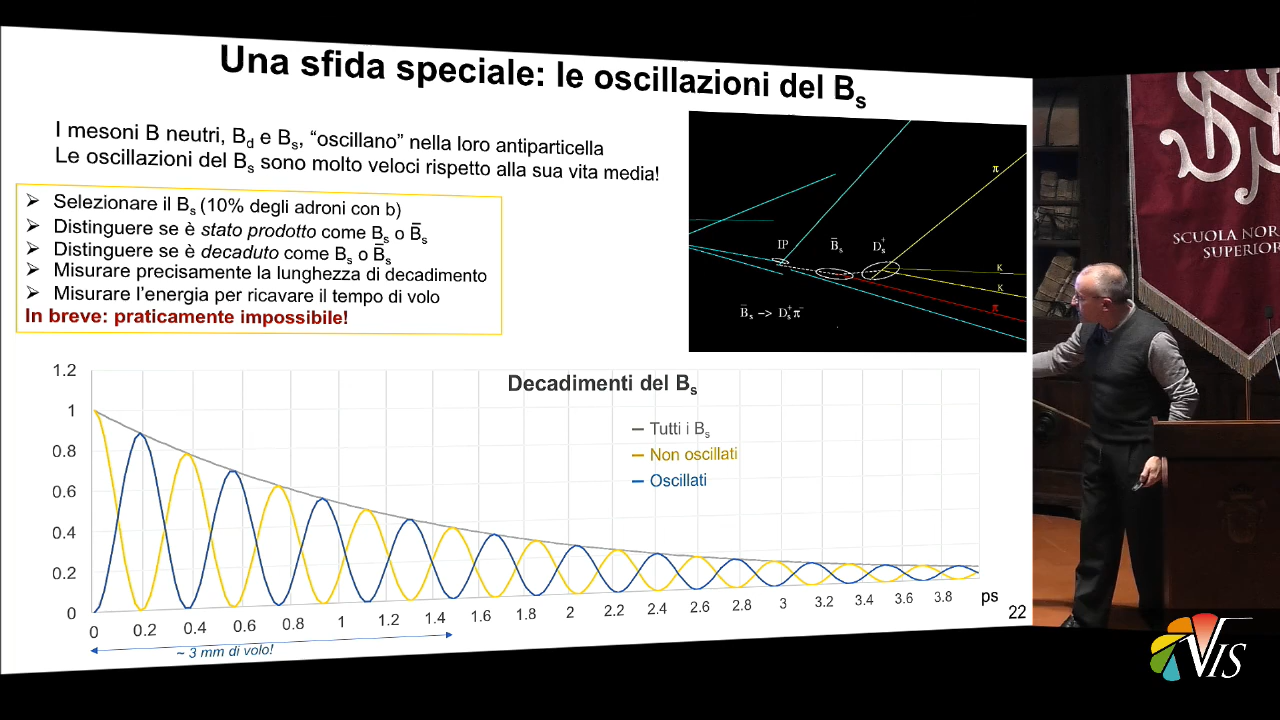 Una sfida speciale: le oscillazioni del Bs
I mesoni B neutri, Bd e Bs, “oscillano” nella loro antiparticella
Le oscillazioni del Bs sono molto veloci rispetto alla sua vita media!
➢ Selezionare il Bs (10% degli adroni con b)
➢ Distinguere se è stato prodotto come Bs o B̅s
➢ Distinguere se è decaduto come Bs o B̅s
➢ Misurare precisamente la lunghezza di decadimento
➢ Misurare l’energia per ricavare il tempo di volo
In breve: praticamente impossibile!
π
IP
B̅s
Ds+
K
K
π
B̅s -> Ds+ π-
SCUOLA NOR
SUPERIOR
Decadimenti del Bs
Tutti i Bs
Non oscillati
Oscillati
1.2
1
0.8
0.6
0.4
0.2
0
0 0.2 0.4 0.6 0.8 1 1.2 1.4 1.6 1.8 2 2.2 2.4 2.6 2.8 3 3.2 3.4 3.6 3.8 ps
~ 3 mm di volo!
22
VIS